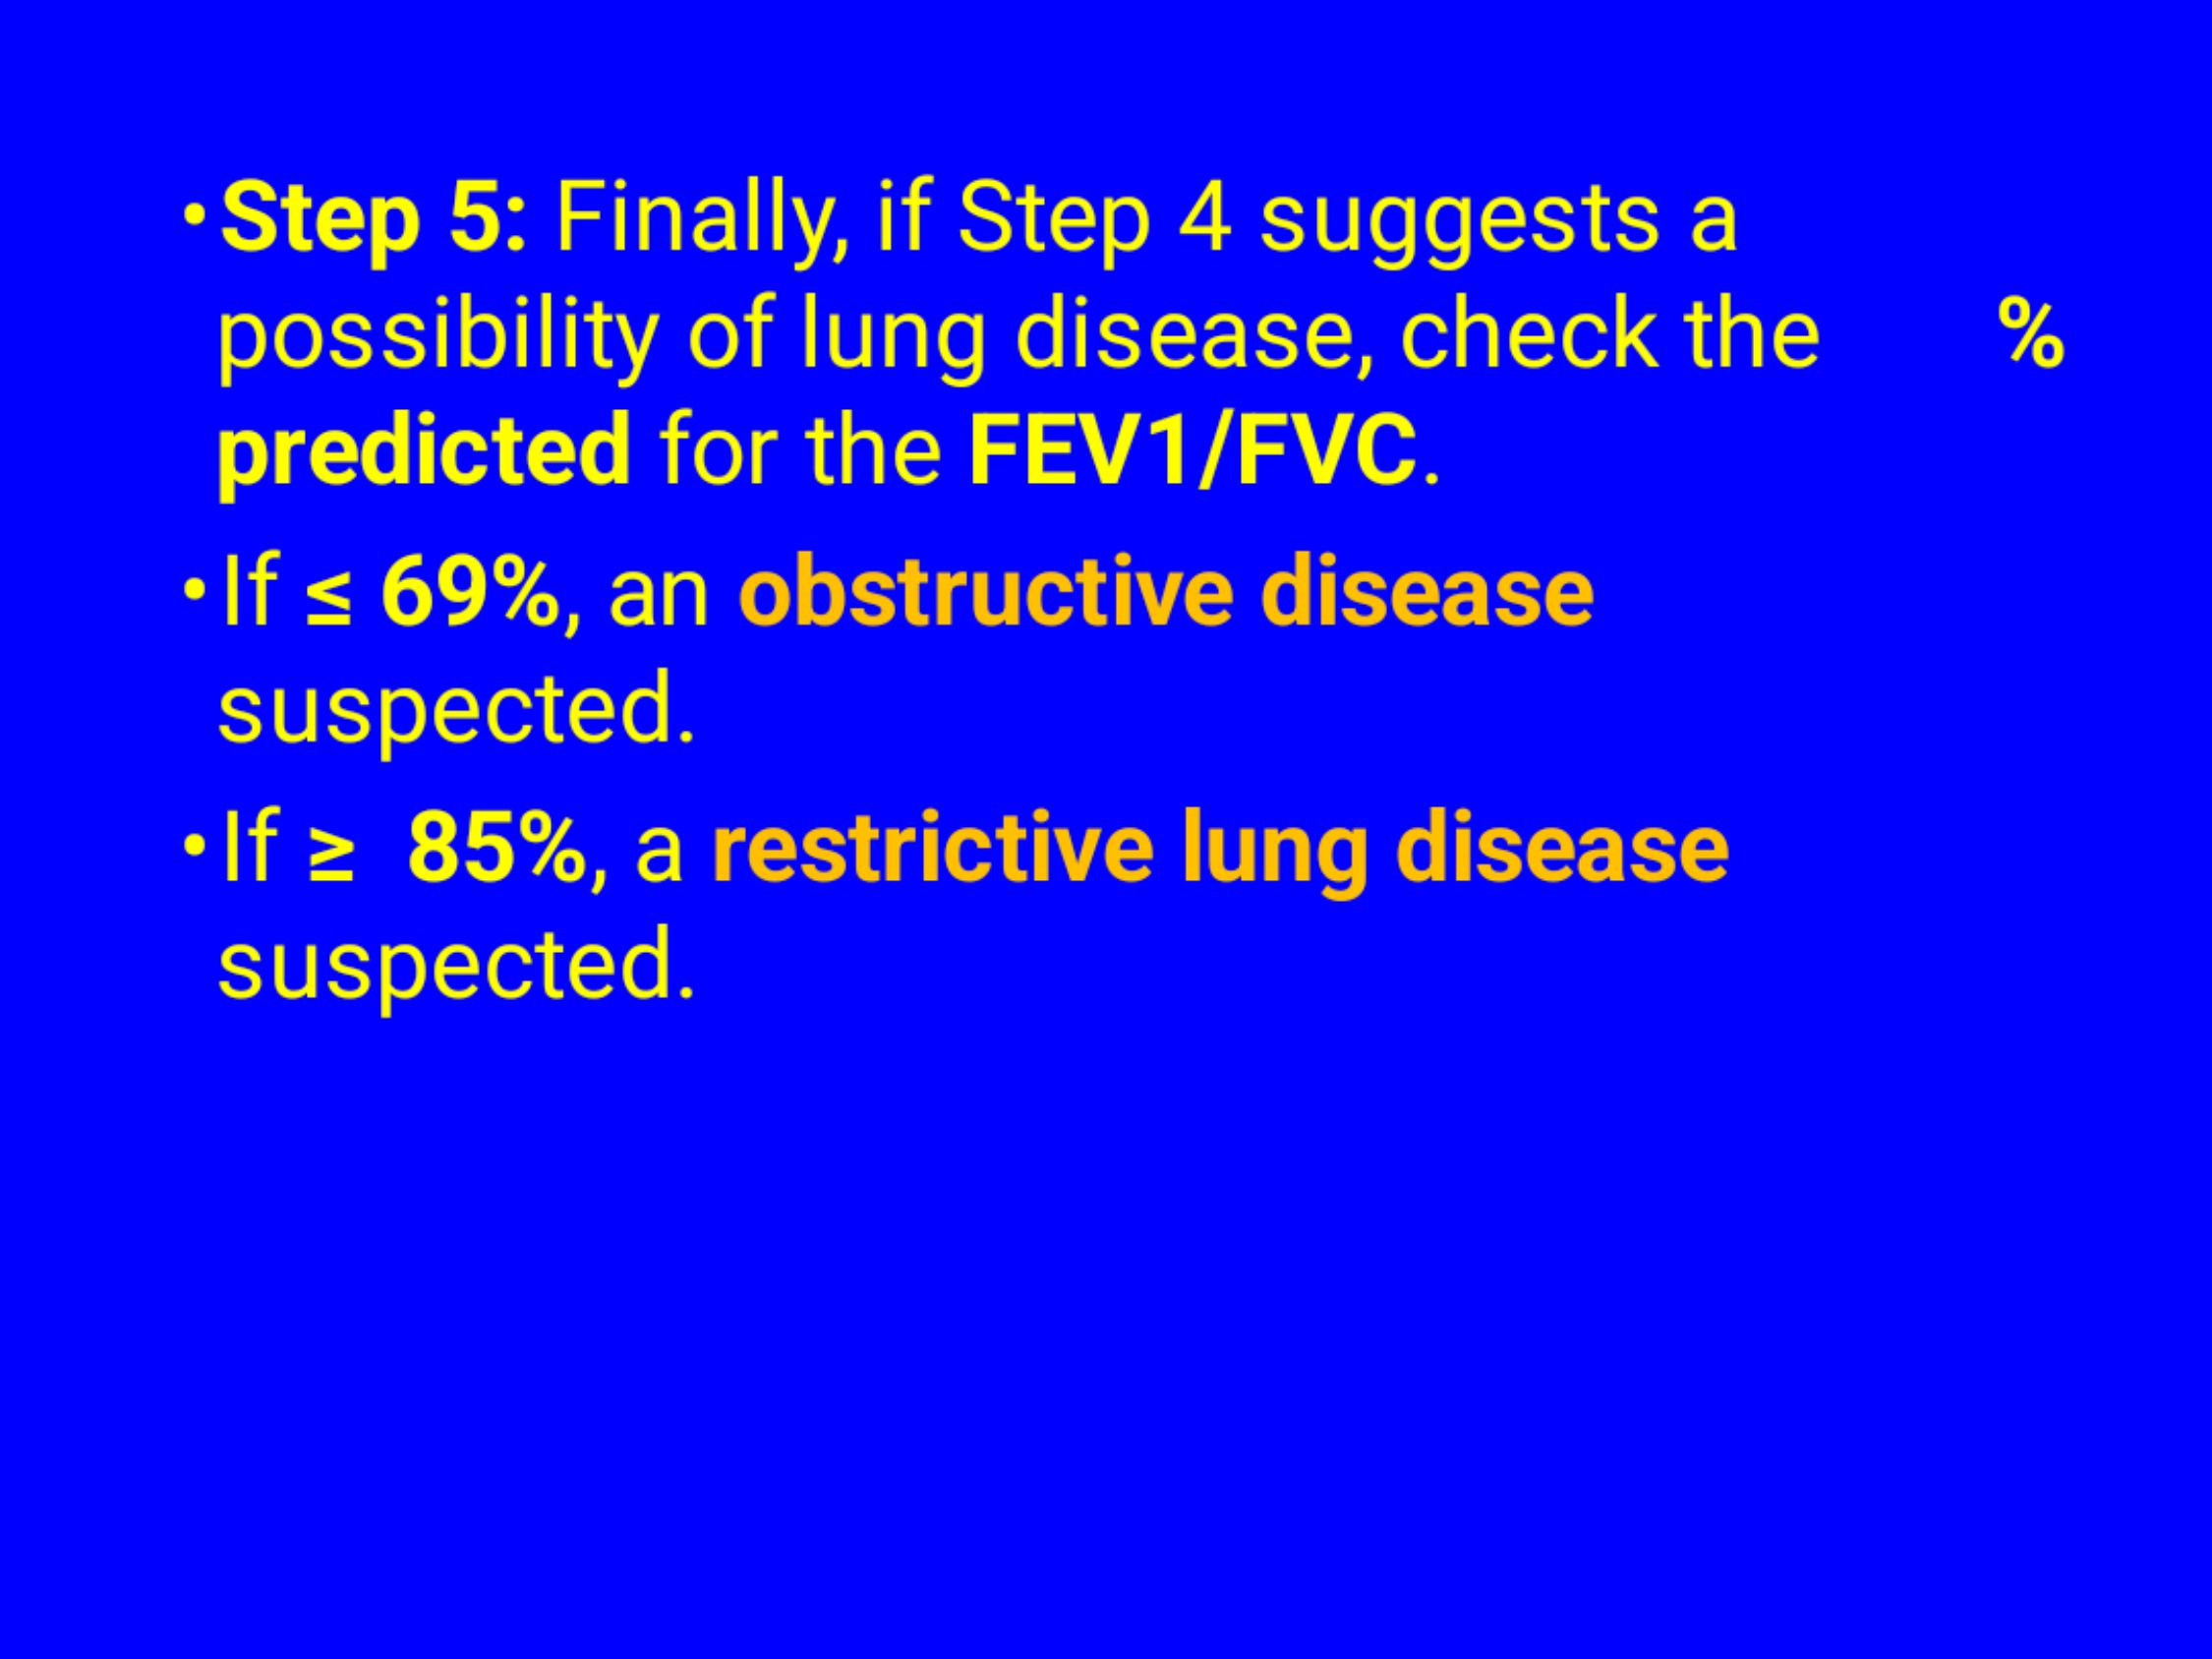 •Step 5: Finally, if Step 4 suggests a
possibility of lung disease, check the %
predicted for the FEV1/FVC.
•If ≤ 69%, an obstructive disease
suspected.
•If ≥ 85%, a restrictive lung disease
suspected.